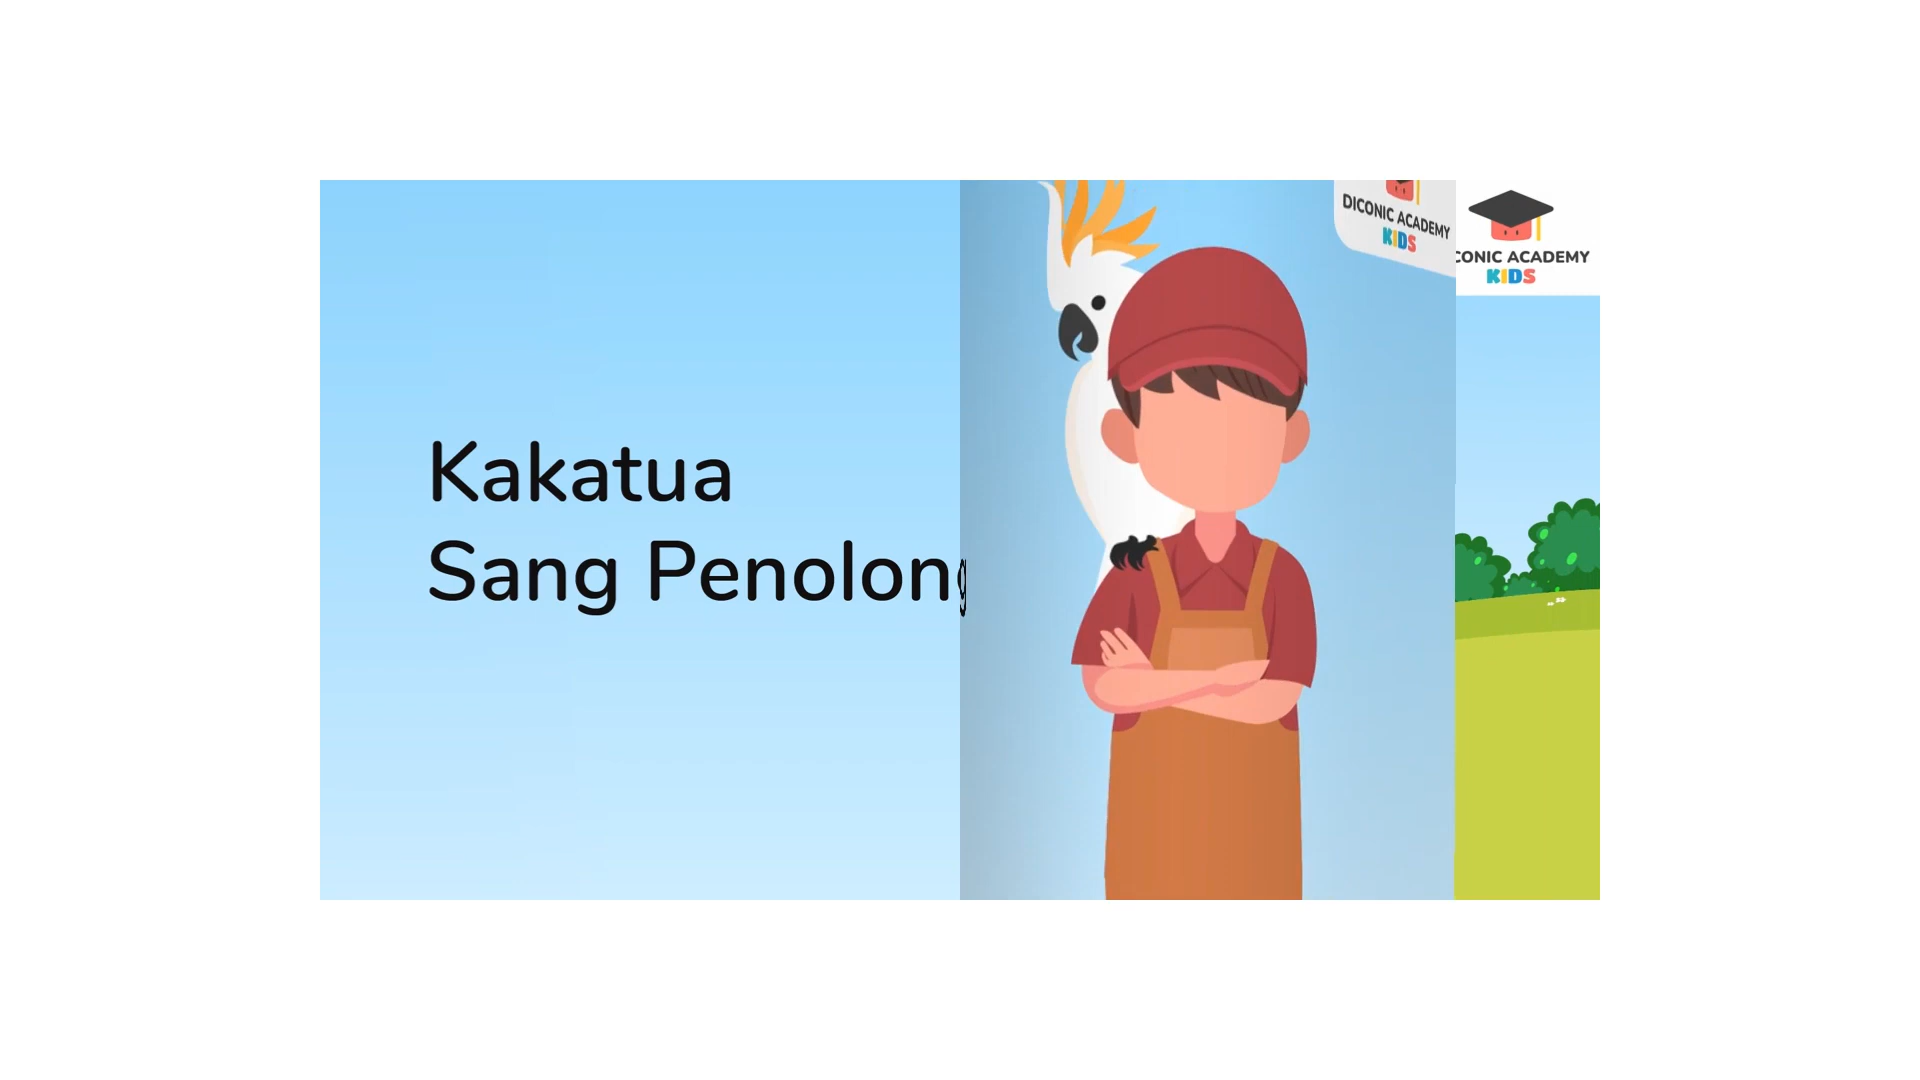 Kakatua
Sang Penolong
DICONIC ACADEMY
KIDS
CONIC ACADEMY
KIDS